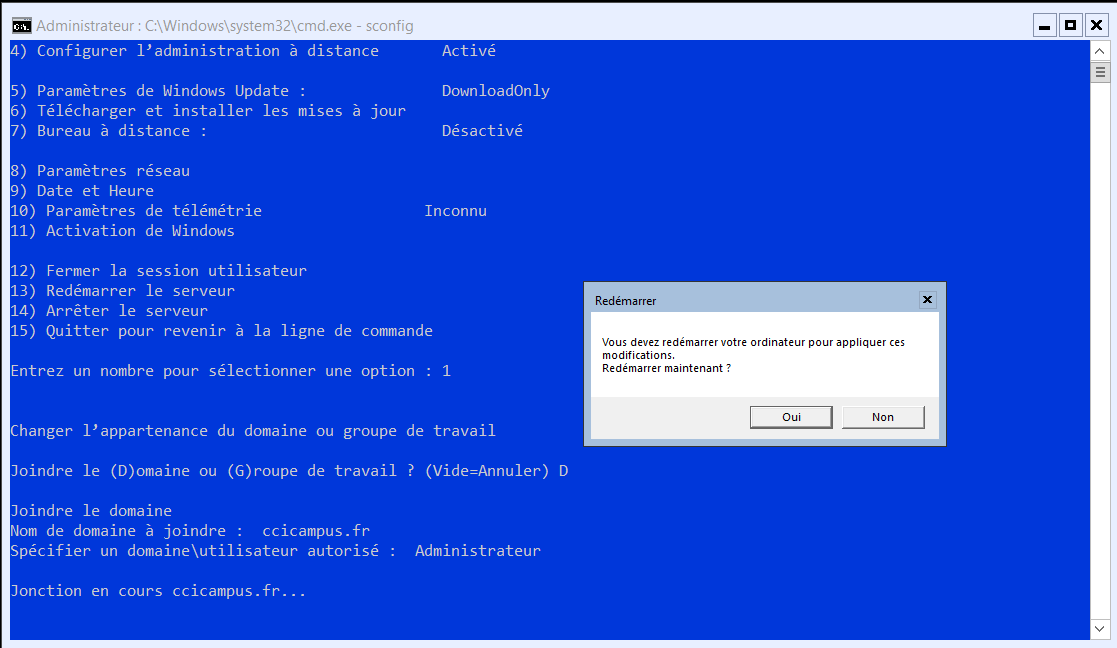 Administrateur : C:\Windows\system32\cmd.exe - sconfig
4) Configurer l’administration à distance Activé
5) Paramètres de Windows Update : DownloadOnly
6) Télécharger et installer les mises à jour
7) Bureau à distance : Désactivé
8) Paramètres réseau
9) Date et Heure
10) Paramètres de télémétrie Inconnu
11) Activation de Windows
12) Fermer la session utilisateur
13) Redémarrer le serveur
14) Arrêter le serveur
15) Quitter pour revenir à la ligne de commande
Entrez un nombre pour sélectionner une option : 1
Changer l’appartenance du domaine ou groupe de travail
Joindre le (D)omaine ou (G)roupe de travail ? (Vide=Annuler) D
Joindre le domaine
Nom de domaine à joindre : ccicampus.fr
Spécifier un domaine\utilisateur autorisé : Administrateur
Jonction en cours ccicampus.fr...
Redémarrer
Vous devez redémarrer votre ordinateur pour appliquer ces
modifications.
Redémarrer maintenant ?
Oui Non